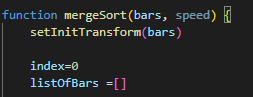 function mergeSort(bars, speed) {
setInitTransform(bars)
index=0
listOfBars =[]